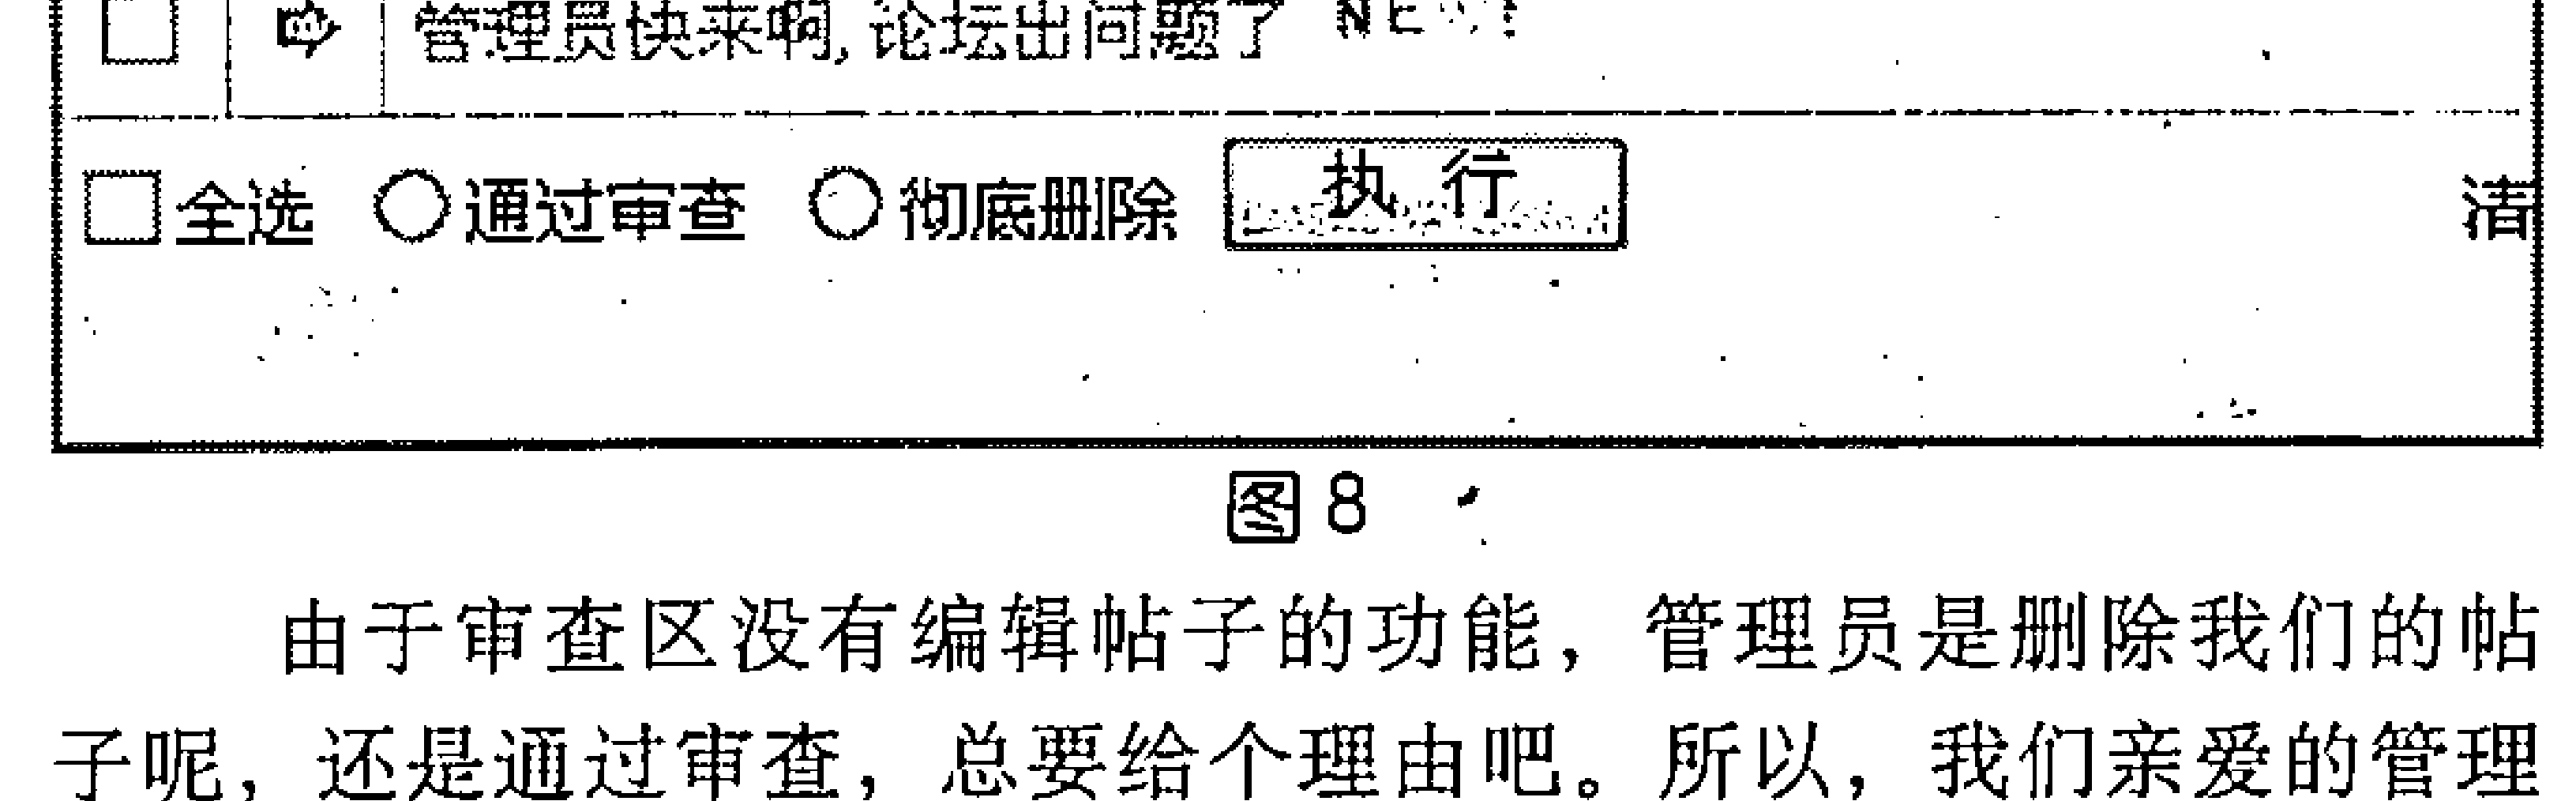 管理员快来啊,论坛出问题了
全选 通过审查 彻底删除 执 行
图8
由于审查区没有编辑帖子的功能，管理员是删除我们的帖
子呢，还是通过审查，总要给个理由吧。所以，我们亲爱的管理